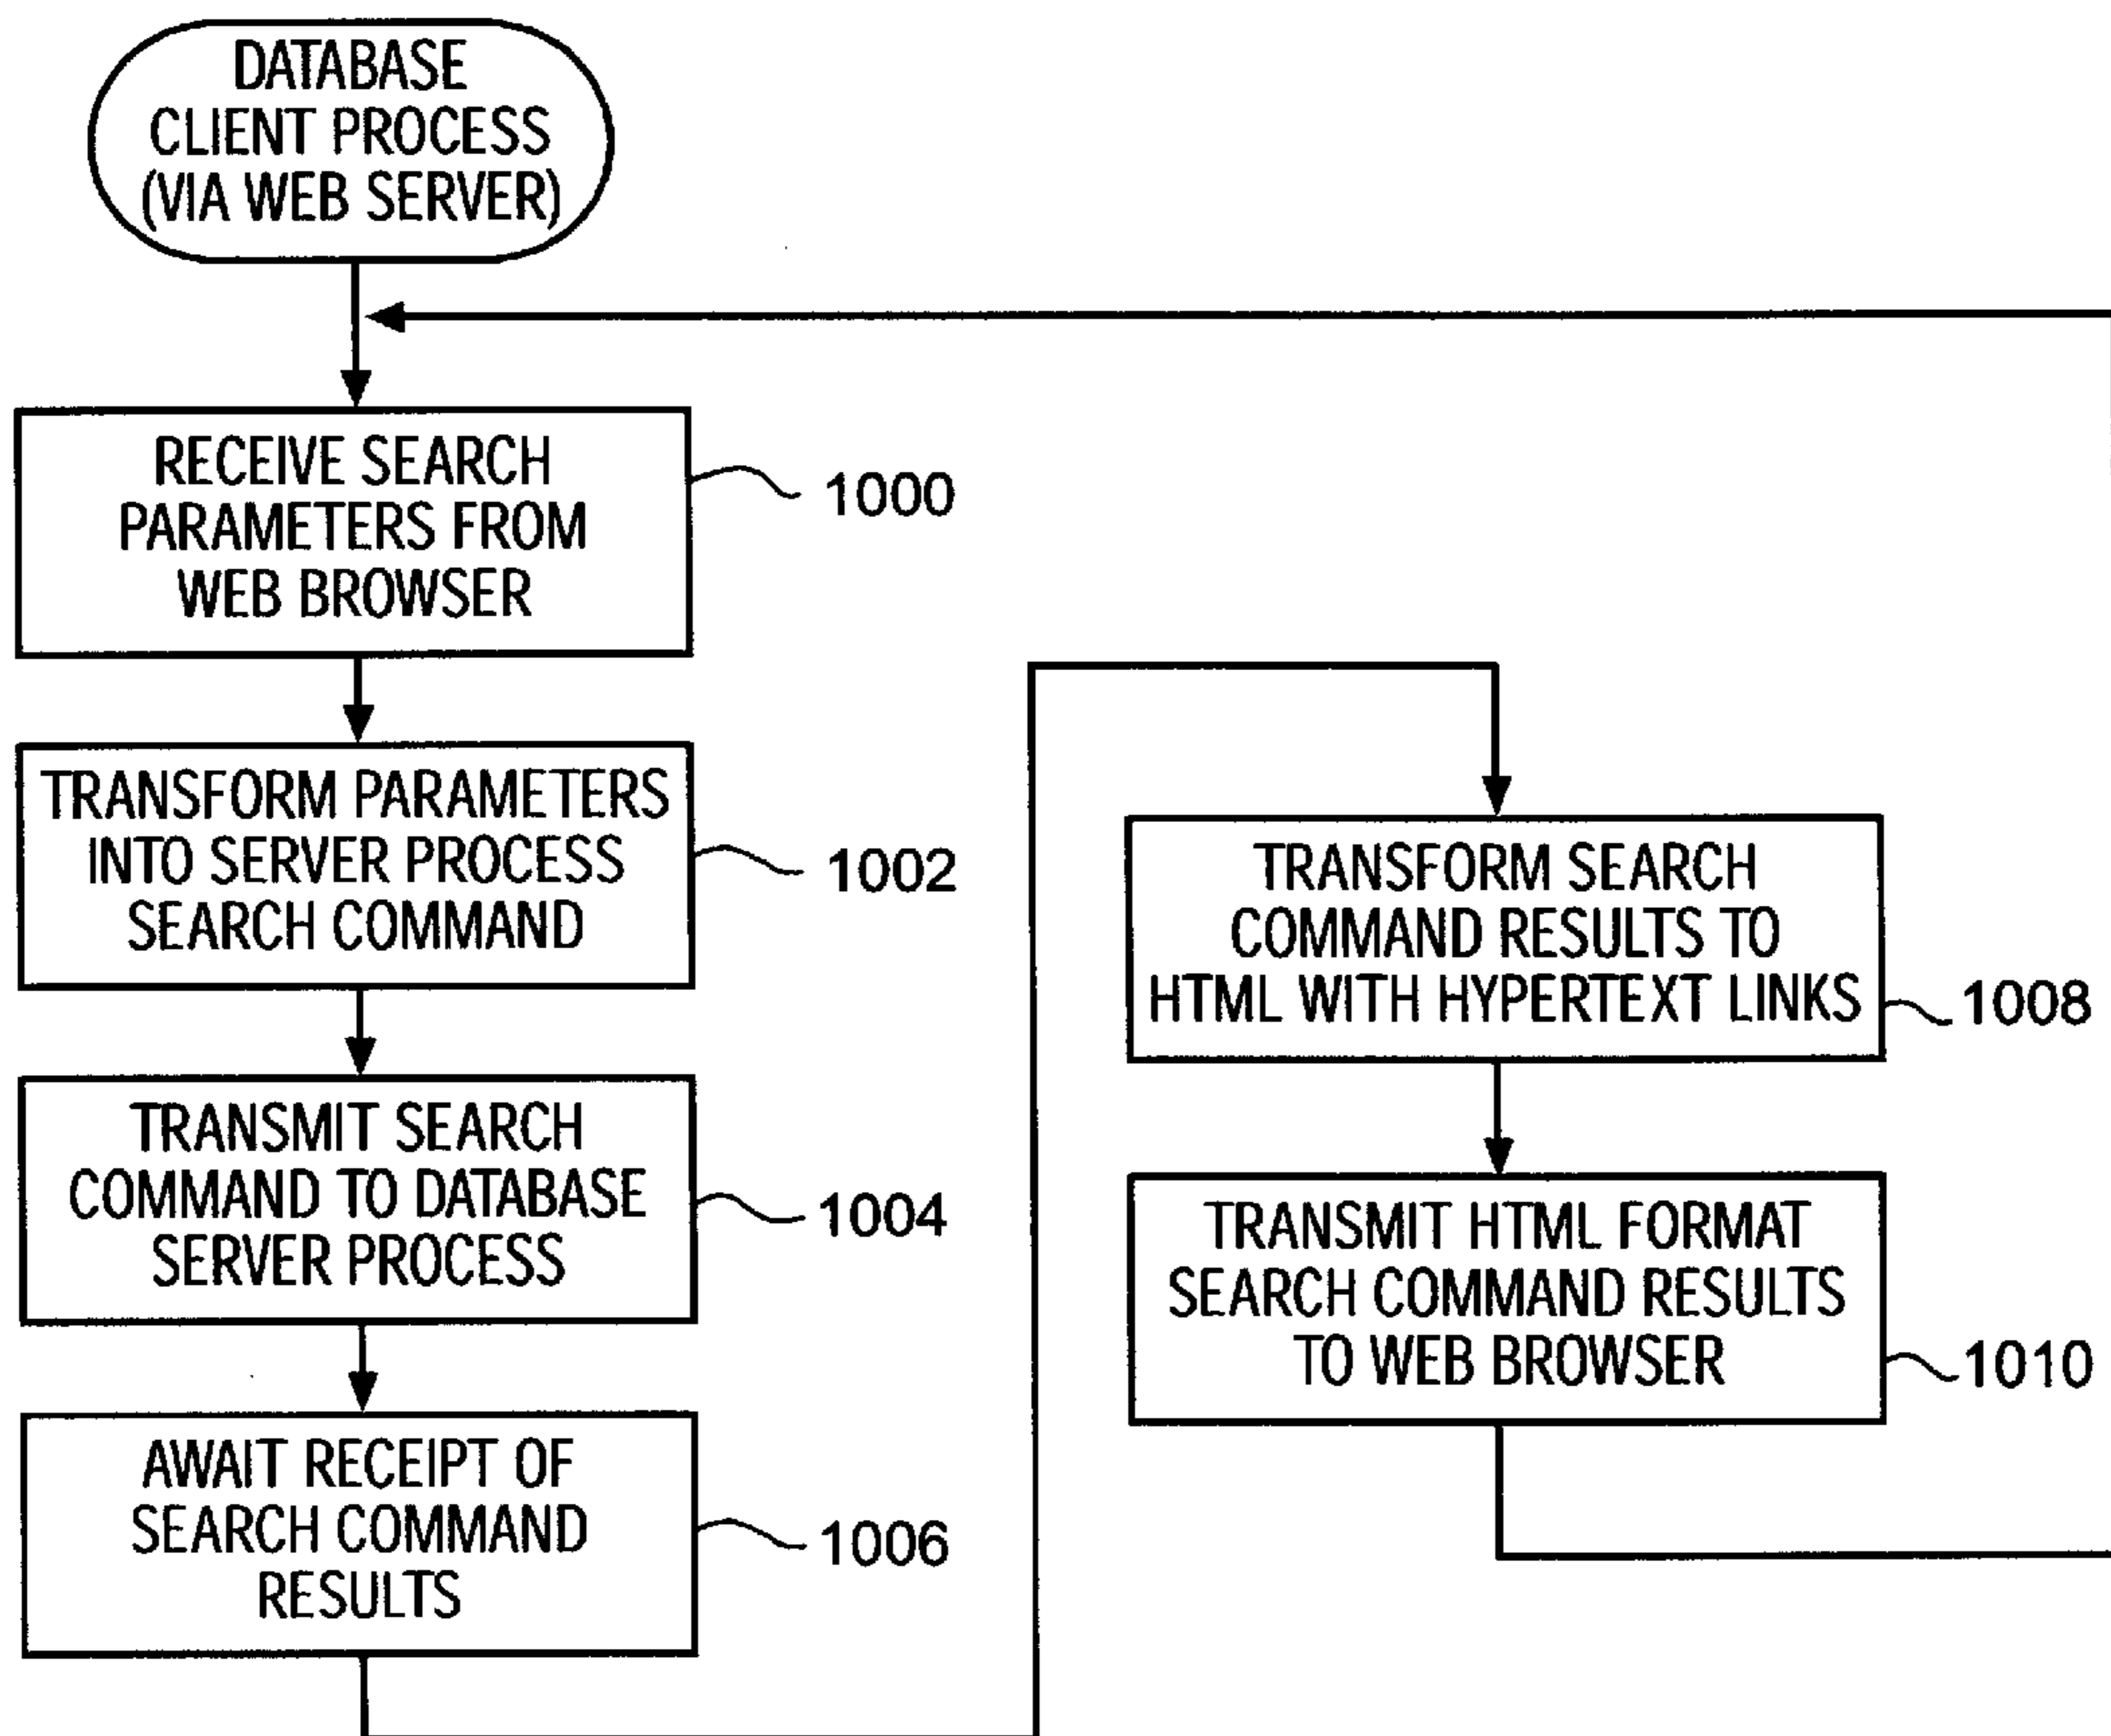 DATABASE
CLIENT PROCESS
(VIA WEB SERVER)
RECEIVE SEARCH
PARAMETERS FROM
WEB BROWSER
1000
TRANSFORM PARAMETERS
INTO SERVER PROCESS
SEARCH COMMAND
1002
TRANSMIT SEARCH
COMMAND TO DATABASE
SERVER PROCESS
1004
AWAIT RECEIPT OF
SEARCH COMMAND
RESULTS
1006
TRANSFORM SEARCH
COMMAND RESULTS TO
HTML WITH HYPERTEXT LINKS
1008
TRANSMIT HTML FORMAT
SEARCH COMMAND RESULTS
TO WEB BROWSER
1010